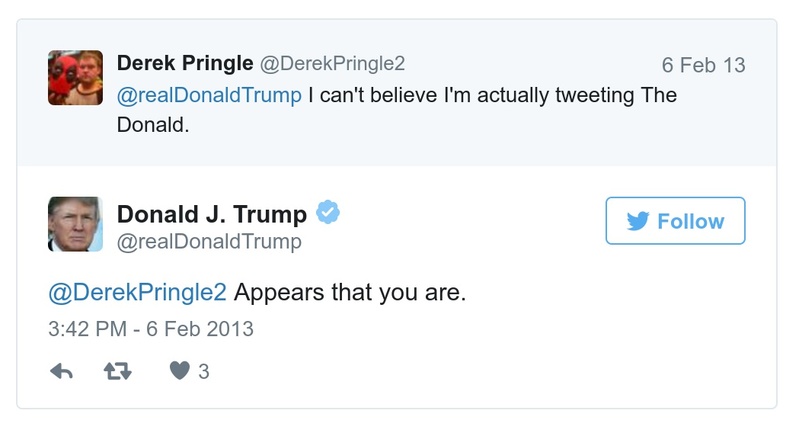 Derek Pringle @DerekPringle2
6 Feb 13
@realDonaldTrump I can't believe I'm actually tweeting The
Donald.
Donald J. Trump
@realDonaldTrump
Follow
@DerekPringle2 Appears that you are.
3:42 PM - 6 Feb 2013
3